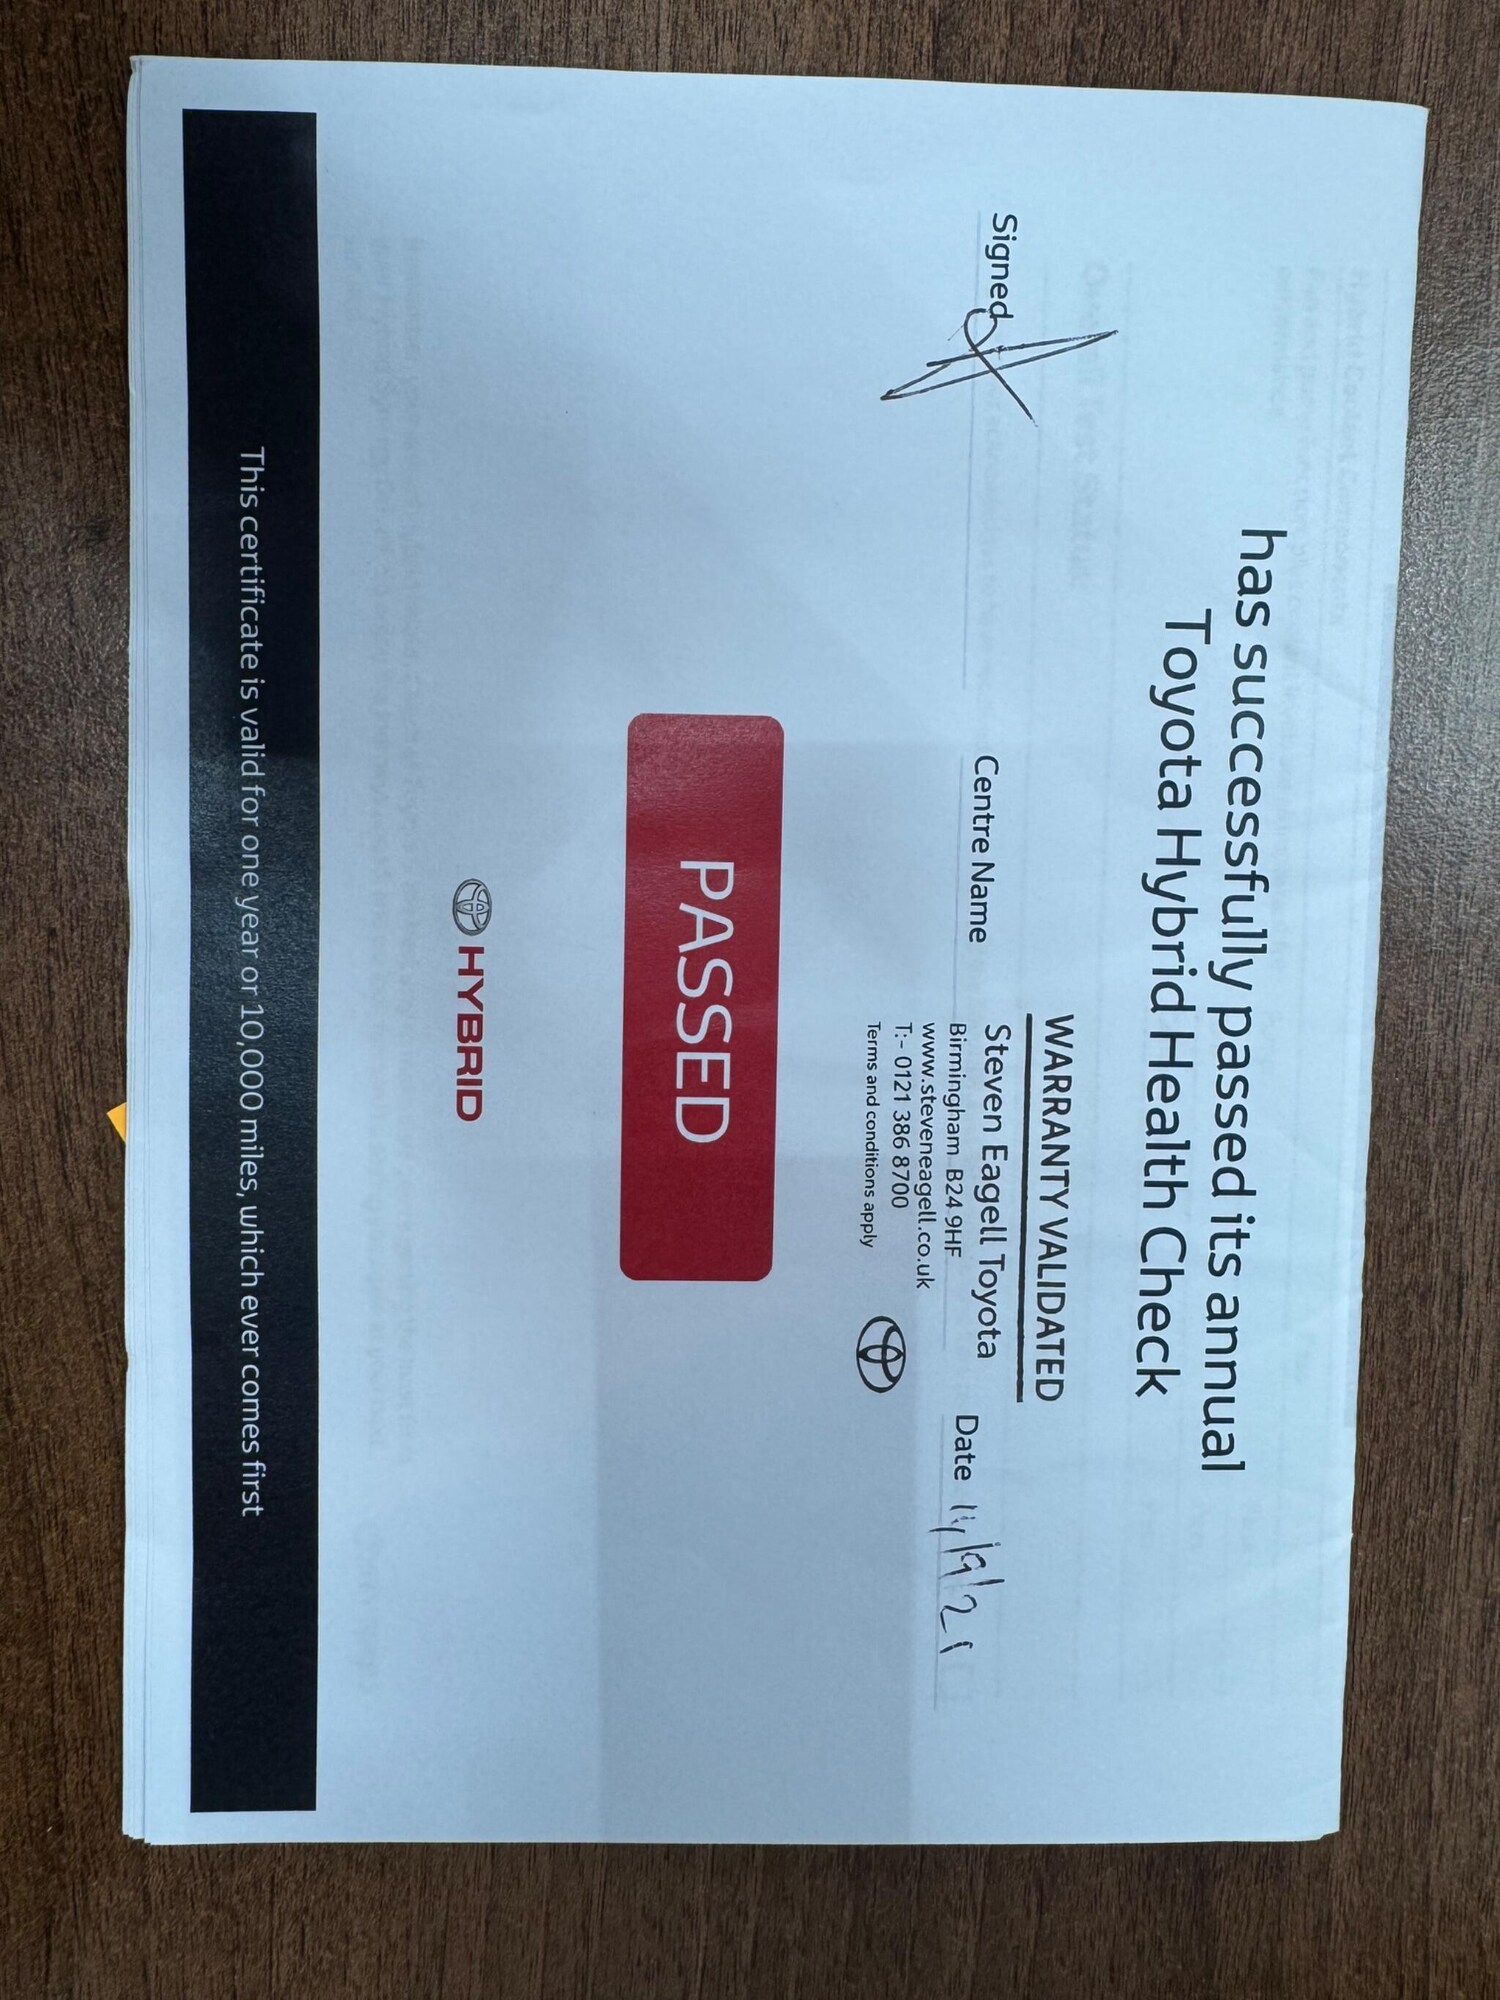 has successfully passed its annual
Toyota Hybrid Health Check
WARRANTY VALIDATED
Signed
Centre Name
Steven Eagell Toyota
Birmingham B24 9HF
www.steveneagell.co.uk
T:- 0121 386 8700
Terms and conditions apply
Date 11/9/21
PASSED
HYBRID
This certificate is valid for one year or 10,000 miles, which ever comes first